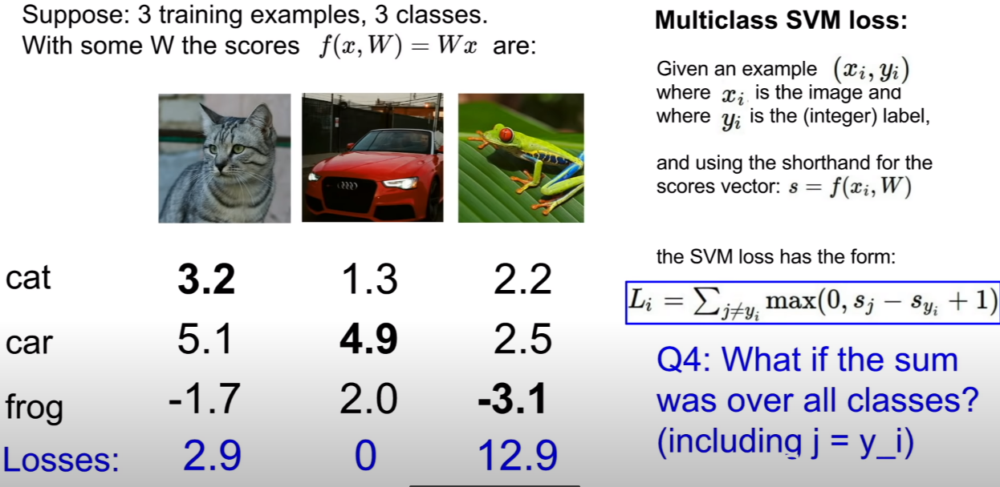 Suppose: 3 training examples, 3 classes.
With some W the scores f(x, W) = Wx are:
cat 3.2 1.3 2.2
car 5.1 4.9 2.5
frog -1.7 2.0 -3.1
Losses: 2.9 0 12.9
Multiclass SVM loss:
Given an example (x_i, y_i)
where x_i is the image and
where y_i is the (integer) label,
and using the shorthand for the
scores vector: s = f(x_i, W)
the SVM loss has the form:
L_i = ∑_{j≠y_i} max(0, s_j − s_{y_i} + 1)
Q4: What if the sum
was over all classes?
(including j = y_i)